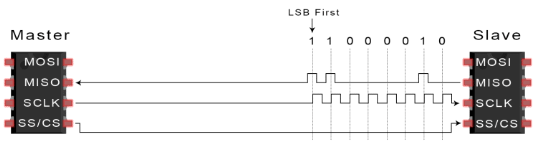 LSB First
Master
Slave
1 1 0 0 0 0 1 0
MOSI
MISO
SCLK
SS/CS
MOSI
MISO
SCLK
SS/CS